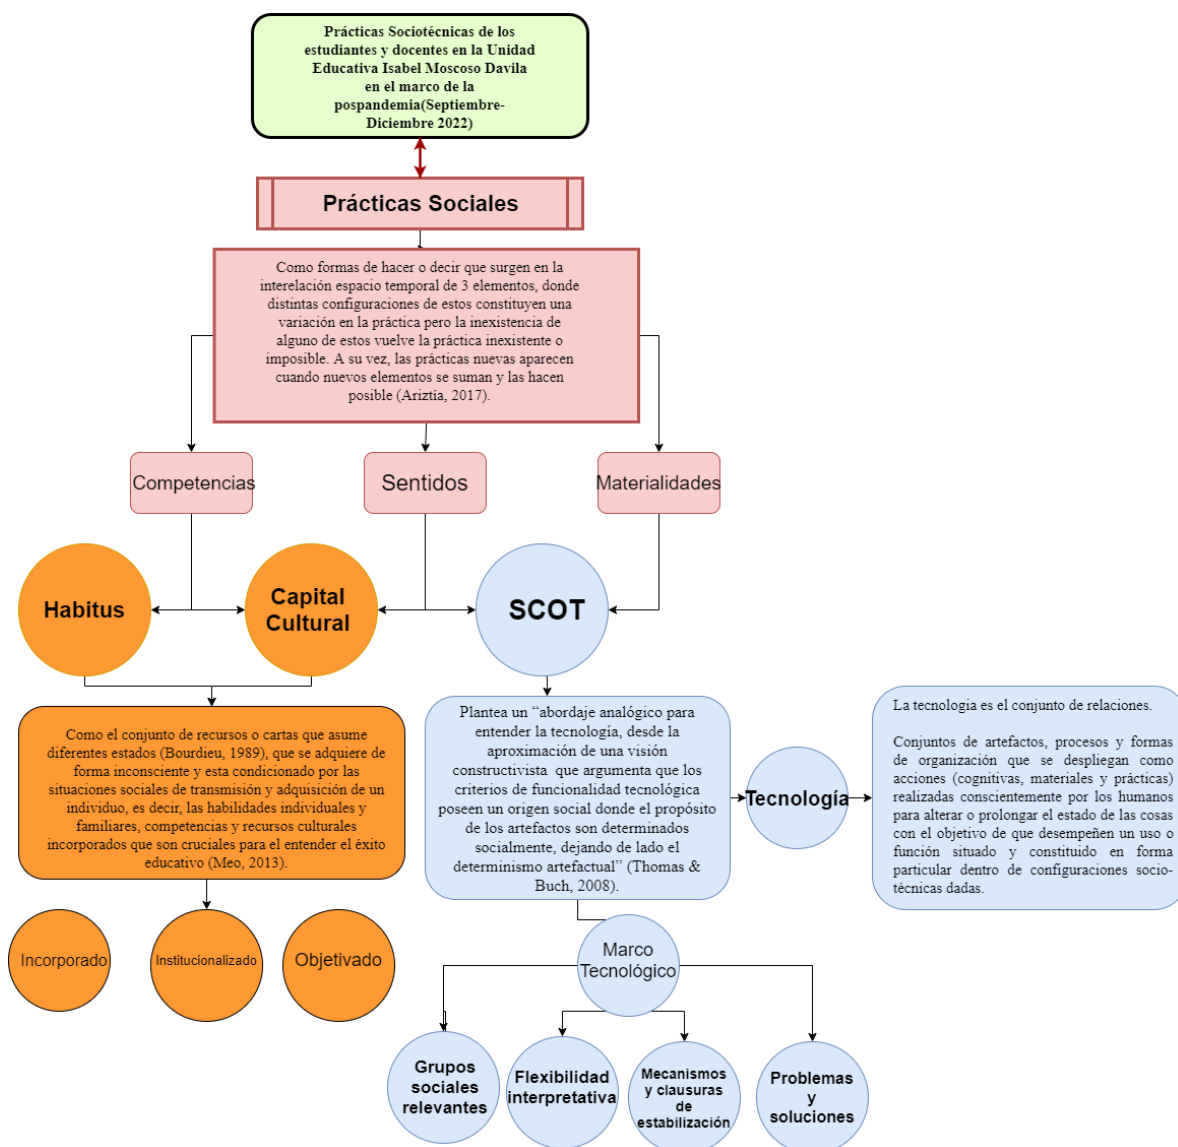 Prácticas Sociotécnicas de los
estudiantes y docentes en la Unidad
Educativa Isabel Moscoso Davila
en el marco de la
pospandemia(Septiembre-
Diciembre 2022)
Prácticas Sociales
Como formas de hacer o decir que surgen en la
interelación espacio temporal de 3 elementos, donde
distintas configuraciones de estos constituyen una
variación en la práctica pero la inexistencia de
alguno de estos vuelve la práctica inexistente o
imposible. A su vez, las prácticas nuevas aparecen
cuando nuevos elementos se suman y las hacen
posible (Ariztía, 2017).
Competencias
Sentidos
Materialidades
Habitus
Capital
Cultural
SCOT
Como el conjunto de recursos o cartas que asume
diferentes estados (Bourdieu, 1989), que se adquiere de
forma inconsciente y esta condicionado por las
situaciones sociales de transmisión y adquisición de un
individuo, es decir, las habilidades individuales y
familiares, competencias y recursos culturales
incorporados que son cruciales para el entender el éxito
educativo (Meo, 2013).
Plantea un “abordaje analógico para
entender la tecnología, desde la
aproximación de una visión
constructivista que argumenta que los
criterios de funcionalidad tecnológica
poseen un origen social donde el propósito
de los artefactos son determinados
socialmente, dejando de lado el
determinismo artefactual” (Thomas &
Buch, 2008).
Tecnología
La tecnologia es el conjunto de relaciones.
Conjuntos de artefactos, procesos y formas
de organización que se despliegan como
acciones (cognitivas, materiales y prácticas)
realizadas conscientemente por los humanos
para alterar o prolongar el estado de las cosas
con el objetivo de que desempeñen un uso o
función situado y constituido en forma
particular dentro de configuraciones socio-
técnicas dadas.
Incorporado
Institucionalizado
Objetivado
Marco
Tecnológico
Grupos
sociales
relevantes
Flexibilidad
interpretativa
Mecanismos
y clausuras
de
estabilización
Problemas
y
soluciones